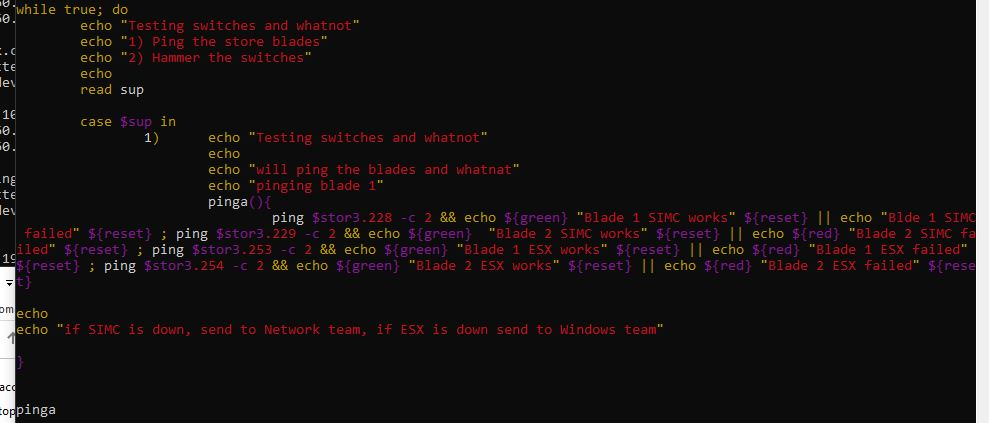 while true; do
echo "Testing switches and whatnot"
echo "1) Ping the store blades"
echo "2) Hammer the switches"
echo
read sup
case $sup in
1) echo "Testing switches and whatnot"
echo
echo "will ping the blades and whatnat"
echo "pinging blade 1"
pinga(){
ping $stor3.228 -c 2 && echo ${green} "Blade 1 SIMC works" ${reset} || echo "Blde 1 SIMC
failed" ${reset} ; ping $stor3.229 -c 2 && echo ${green} "Blade 2 SIMC works" ${reset} || echo ${red} "Blade 2 SIMC fa
iled" ${reset} ; ping $stor3.253 -c 2 && echo ${green} "Blade 1 ESX works" ${reset} || echo ${red} "Blade 1 ESX failed"
${reset} ; ping $stor3.254 -c 2 && echo ${green} "Blade 2 ESX works" ${reset} || echo ${red} "Blade 2 ESX failed" ${rese
t}
echo
echo "if SIMC is down, send to Network team, if ESX is down send to Windows team"
}
pinga